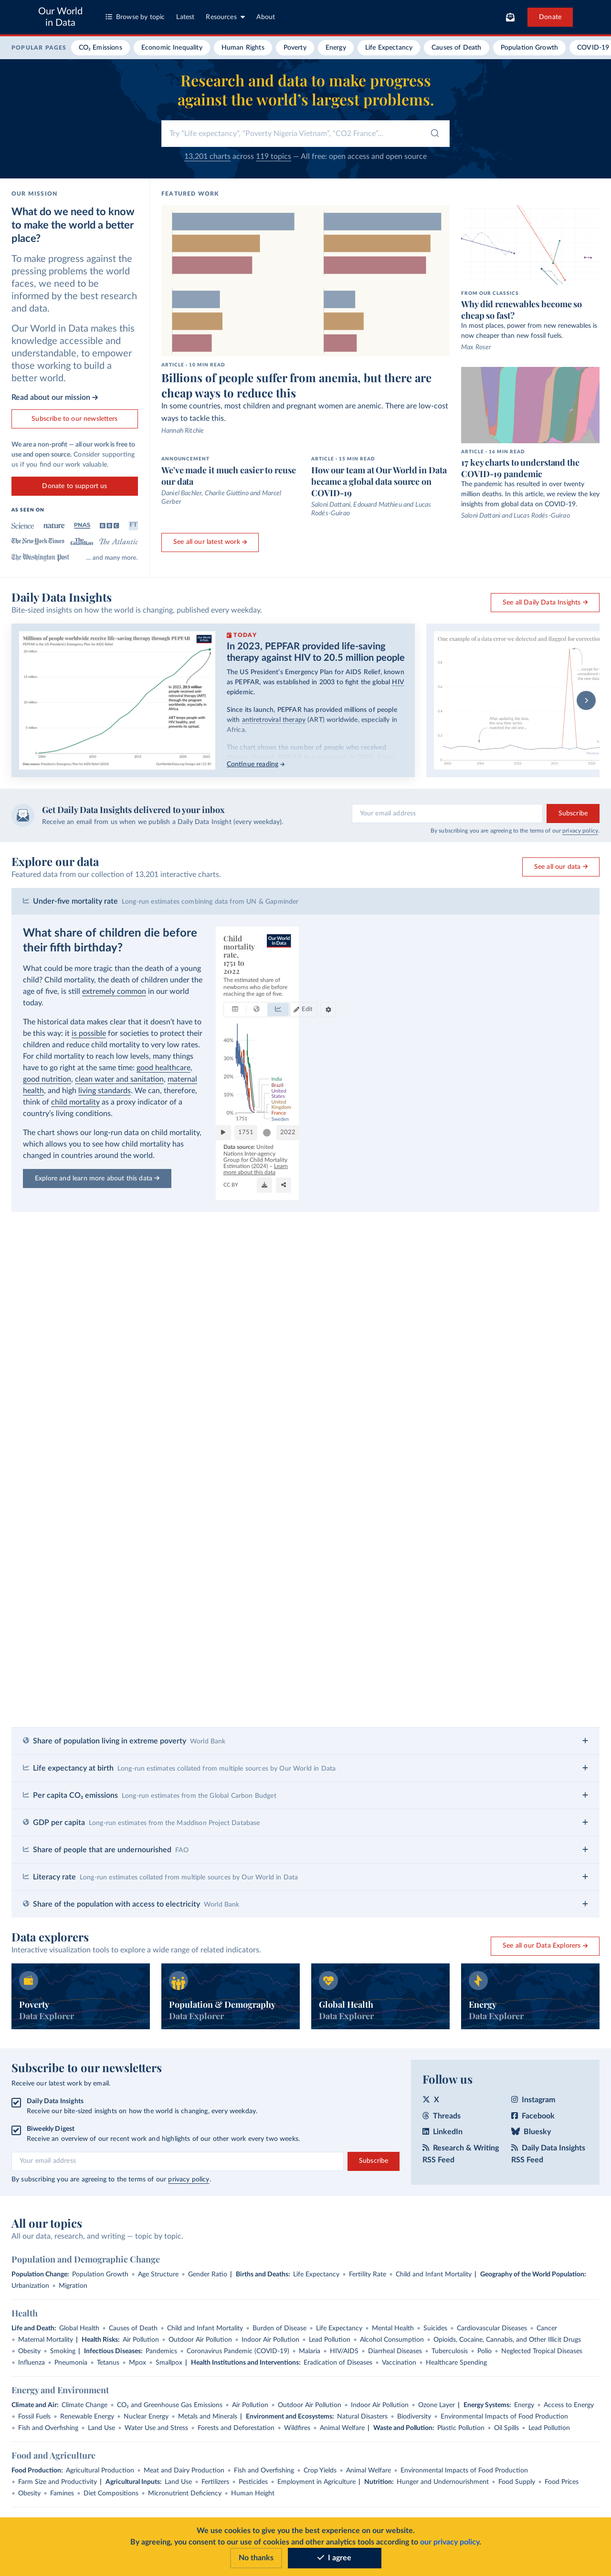 Our World
in Data
Browse by topic
Latest
Resources
About
Donate
POPULAR PAGES
CO₂ Emissions
Economic Inequality
Human Rights
Poverty
Energy
Life Expectancy
Causes of Death
Population Growth
COVID-19
Research and data to make progress
against the world's largest problems.
Try "Life expectancy", "Poverty Nigeria Vietnam", "CO2 France"...
13,201 charts across 119 topics — All free: open access and open source
OUR MISSION
What do we need to know
to make the world a better
place?
To make progress against the
pressing problems the world
faces, we need to be
informed by the best research
and data.
Our World in Data makes this
knowledge accessible and
understandable, to empower
those working to build a
better world.
Read about our mission →
Subscribe to our newsletters
We are a non-profit — all our work is free to
use and open source. Consider supporting
us if you find our work valuable.
Donate to support us
AS SEEN ON
Science nature PNAS BBC FT
The New York Times The Guardian The Atlantic
The Washington Post ... and many more.
FEATURED WORK
ARTICLE · 10 MIN READ
Billions of people suffer from anemia, but there are
cheap ways to reduce this
In some countries, most children and pregnant women are anemic. There are low-cost
ways to tackle this.
Hannah Ritchie
ANNOUNCEMENT
We've made it much easier to reuse
our data
Daniel Bachler, Charlie Giattino and Marcel
Gerber
ARTICLE · 15 MIN READ
How our team at Our World in Data
became a global data source on
COVID-19
Saloni Dattani, Edouard Mathieu and Lucas
Rodés-Guirao
See all our latest work →
FROM OUR CLASSICS
Why did renewables become so
cheap so fast?
In most places, power from new renewables is
now cheaper than new fossil fuels.
Max Roser
ARTICLE · 16 MIN READ
17 key charts to understand the
COVID-19 pandemic
The pandemic has resulted in over twenty
million deaths. In this article, we review the key
insights from global data on COVID-19.
Saloni Dattani and Lucas Rodés-Guirao
Daily Data Insights
Bite-sized insights on how the world is changing, published every weekday.
See all Daily Data Insights →
Millions of people worldwide receive life-saving therapy through PEPFAR
TODAY
In 2023, PEPFAR provided life-saving
therapy against HIV to 20.5 million people
The US President's Emergency Plan for AIDS Relief, known
as PEPFAR, was established in 2003 to fight the global HIV
epidemic.
Since its launch, PEPFAR has provided millions of people
with antiretroviral therapy (ART) worldwide, especially in
Africa.
The chart shows the number of people who received
Continue reading →
One example of a data error we detected and flagged for correction
Get Daily Data Insights delivered to your inbox
Receive an email from us when we publish a Daily Data Insight (every weekday).
Your email address
Subscribe
By subscribing you are agreeing to the terms of our privacy policy.
Explore our data
Featured data from our collection of 13,201 interactive charts.
See all our data →
Under-five mortality rate Long-run estimates combining data from UN & Gapminder
What share of children die before
their fifth birthday?
What could be more tragic than the death of a young
child? Child mortality, the death of children under the
age of five, is still extremely common in our world
today.
The historical data makes clear that it doesn't have to
be this way: it is possible for societies to protect their
children and reduce child mortality to very low rates.
For child mortality to reach low levels, many things
have to go right at the same time: good healthcare,
good nutrition, clean water and sanitation, maternal
health, and high living standards. We can, therefore,
think of child mortality as a proxy indicator of a
country's living conditions.
The chart shows our long-run data on child mortality,
which allows you to see how child mortality has
changed in countries around the world.
Explore and learn more about this data →
Child
mortality
rate,
1751 to
2022
Our World
in Data
The estimated share of
newborns who die before
reaching the age of five.
Edit
40%
30%
20%
10%
0%
1751
India
Brazil
United
States
United
Kingdom
France
Sweden
1751
2022
Data source: United
Nations Inter-agency
Group for Child Mortality
Estimation (2024) – Learn
more about this data
CC BY
Share of population living in extreme poverty World Bank +
Life expectancy at birth Long-run estimates collated from multiple sources by Our World in Data +
Per capita CO₂ emissions Long-run estimates from the Global Carbon Budget +
GDP per capita Long-run estimates from the Maddison Project Database +
Share of people that are undernourished FAO +
Literacy rate Long-run estimates collated from multiple sources by Our World in Data +
Share of the population with access to electricity World Bank +
Data explorers
Interactive visualization tools to explore a wide range of related indicators.
See all our Data Explorers →
Poverty
Data Explorer
Population & Demography
Data Explorer
Global Health
Data Explorer
Energy
Data Explorer
Subscribe to our newsletters
Receive our latest work by email.
Daily Data Insights
Receive our bite-sized insights on how the world is changing, every weekday.
Biweekly Digest
Receive an overview of our recent work and highlights of our other work every two weeks.
Your email address
Subscribe
By subscribing you are agreeing to the terms of our privacy policy.
Follow us
X
Instagram
Threads
Facebook
LinkedIn
Bluesky
Research & Writing
RSS Feed
Daily Data Insights
RSS Feed
All our topics
All our data, research, and writing — topic by topic.
Population and Demographic Change
Population Change: Population Growth • Age Structure • Gender Ratio | Births and Deaths: Life Expectancy • Fertility Rate • Child and Infant Mortality | Geography of the World Population:
Urbanization • Migration
Health
Life and Death: Global Health • Causes of Death • Child and Infant Mortality • Burden of Disease • Life Expectancy • Mental Health • Suicides • Cardiovascular Diseases • Cancer
• Maternal Mortality | Health Risks: Air Pollution • Outdoor Air Pollution • Indoor Air Pollution • Lead Pollution • Alcohol Consumption • Opioids, Cocaine, Cannabis, and Other Illicit Drugs
• Obesity • Smoking | Infectious Diseases: Pandemics • Coronavirus Pandemic (COVID-19) • Malaria • HIV/AIDS • Diarrheal Diseases • Tuberculosis • Polio • Neglected Tropical Diseases
• Influenza • Pneumonia • Tetanus • Mpox • Smallpox | Health Institutions and Interventions: Eradication of Diseases • Vaccination • Healthcare Spending
Energy and Environment
Climate and Air: Climate Change • CO₂ and Greenhouse Gas Emissions • Air Pollution • Outdoor Air Pollution • Indoor Air Pollution • Ozone Layer | Energy Systems: Energy • Access to Energy
• Fossil Fuels • Renewable Energy • Nuclear Energy • Metals and Minerals | Environment and Ecosystems: Natural Disasters • Biodiversity • Environmental Impacts of Food Production
• Fish and Overfishing • Land Use • Water Use and Stress • Forests and Deforestation • Wildfires • Animal Welfare | Waste and Pollution: Plastic Pollution • Oil Spills • Lead Pollution
Food and Agriculture
Food Production: Agricultural Production • Meat and Dairy Production • Fish and Overfishing • Crop Yields • Animal Welfare • Environmental Impacts of Food Production
• Farm Size and Productivity | Agricultural Inputs: Land Use • Fertilizers • Pesticides • Employment in Agriculture | Nutrition: Hunger and Undernourishment • Food Supply • Food Prices
• Obesity • Famines • Diet Compositions • Micronutrient Deficiency • Human Height
We use cookies to give you the best experience on our website.
By agreeing, you consent to our use of cookies and other analytics tools according to our privacy policy.
No thanks
I agree